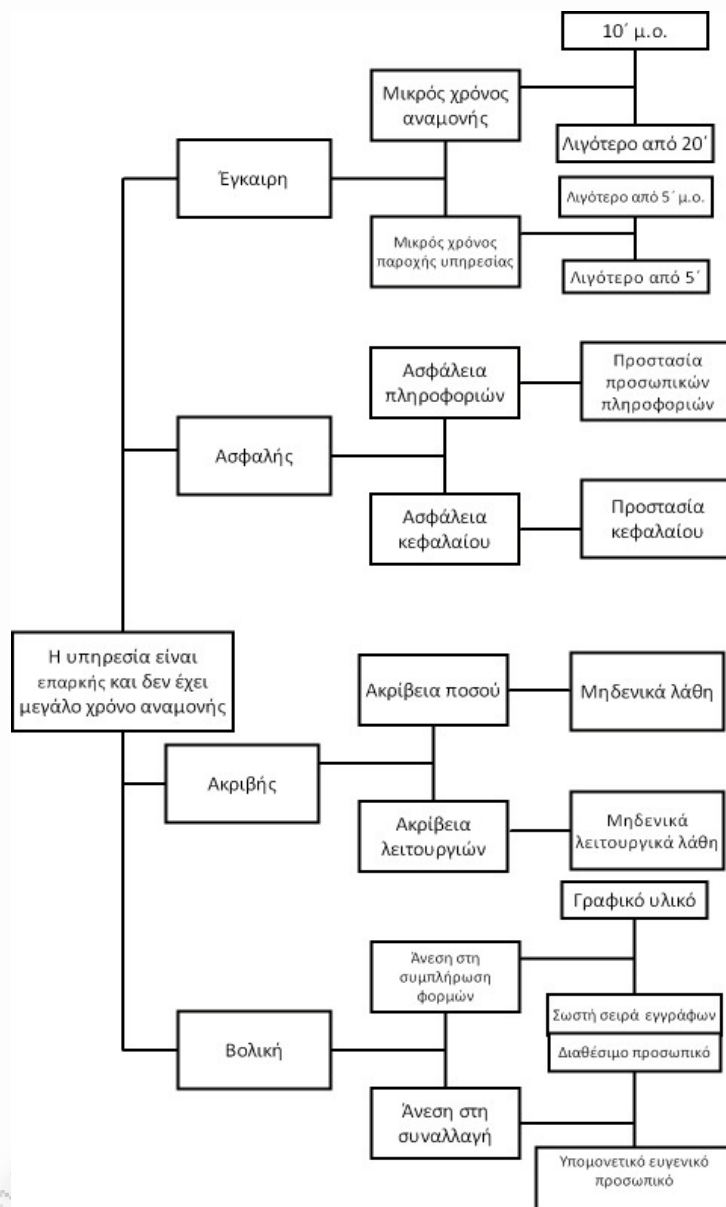 10΄ μ.ο.
Μικρός χρόνος
αναμονής
Λιγότερο από 20΄
Έγκαιρη
Λιγότερο από 5΄ μ.ο.
Μικρός χρόνος
παροχής υπηρεσίας
Λιγότερο από 5΄
Ασφάλεια
πληροφοριών
Προστασία
προσωπικών
πληροφοριών
Ασφαλής
Ασφάλεια
κεφαλαίου
Προστασία
κεφαλαίου
Η υπηρεσία είναι
επαρκής και δεν έχει
μεγάλο χρόνο αναμονής
Ακρίβεια ποσού
Μηδενικά λάθη
Ακριβής
Ακρίβεια
λειτουργιών
Μηδενικά
λειτουργικά λάθη
Γραφικό υλικό
Άνεση στη
συμπλήρωση
φορμών
Σωστή σειρά εγγράφων
Βολική
Διαθέσιμο προσωπικό
Άνεση στη
συναλλαγή
Υπομονετικό ευγενικό
προσωπικό